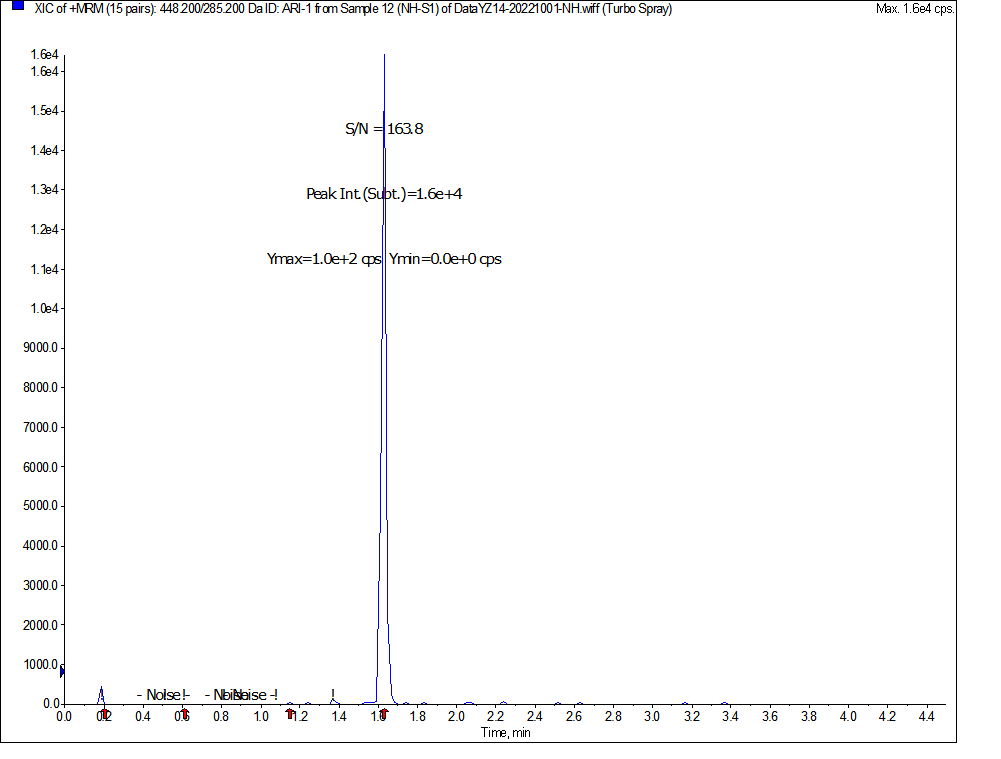 XIC of +MRM (15 pairs): 448.200/285.200 Da ID: ARI-1 from Sample 12 (NH-S1) of DataYZ14-20221001-NH.wiff (Turbo Spray)
Max. 1.6e4 cps.
1.6e4
1.6e4
1.5e4
S/N = 163.8
1.4e4
1.3e4
Peak Int.(Subt.)=1.6e+4
1.2e4
Ymax=1.0e+2 cps Ymin=0.0e+0 cps
1.1e4
1.0e4
9000.0
8000.0
7000.0
6000.0
5000.0
4000.0
3000.0
2000.0
1000.0
- Noise - - Noise Noise -
0.0
0.0 0.2 0.4 0.6 0.8 1.0 1.2 1.4 1.6 1.8 2.0 2.2 2.4 2.6 2.8 3.0 3.2 3.4 3.6 3.8 4.0 4.2 4.4
Time, min